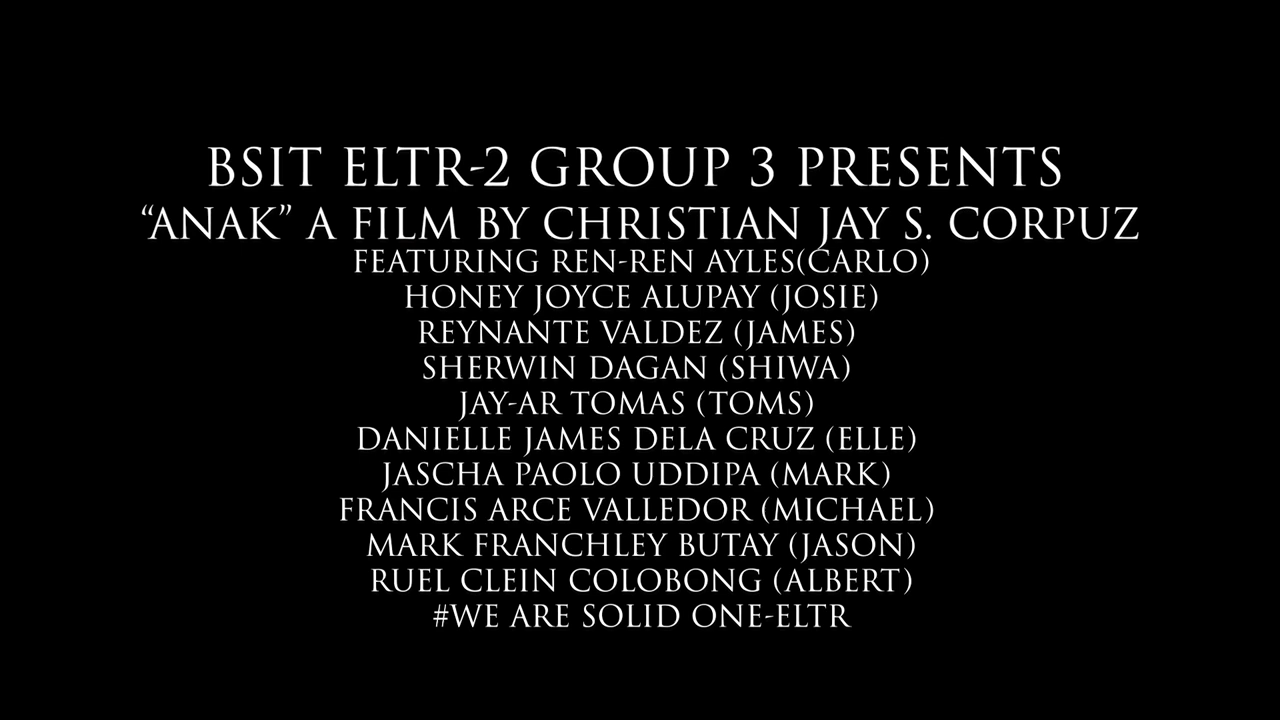 BSIT ELTR-2 GROUP 3 PRESENTS
“ANAK” A FILM BY CHRISTIAN JAY S. CORPUZ
FEATURING REN-REN AYLES(CARLO)
HONEY JOYCE ALUPAY (JOSIE)
REYNANTE VALDEZ (JAMES)
SHERWIN DAGAN (SHIWA)
JAY-AR TOMAS (TOMS)
DANIELLE JAMES DELA CRUZ (ELLE)
JASCHA PAOLO UDDIPA (MARK)
FRANCIS ARCE VALLEDOR (MICHAEL)
MARK FRANCHLEY BUTAY (JASON)
RUEL CLEIN COLOBONG (ALBERT)
#WE ARE SOLID ONE-ELTR